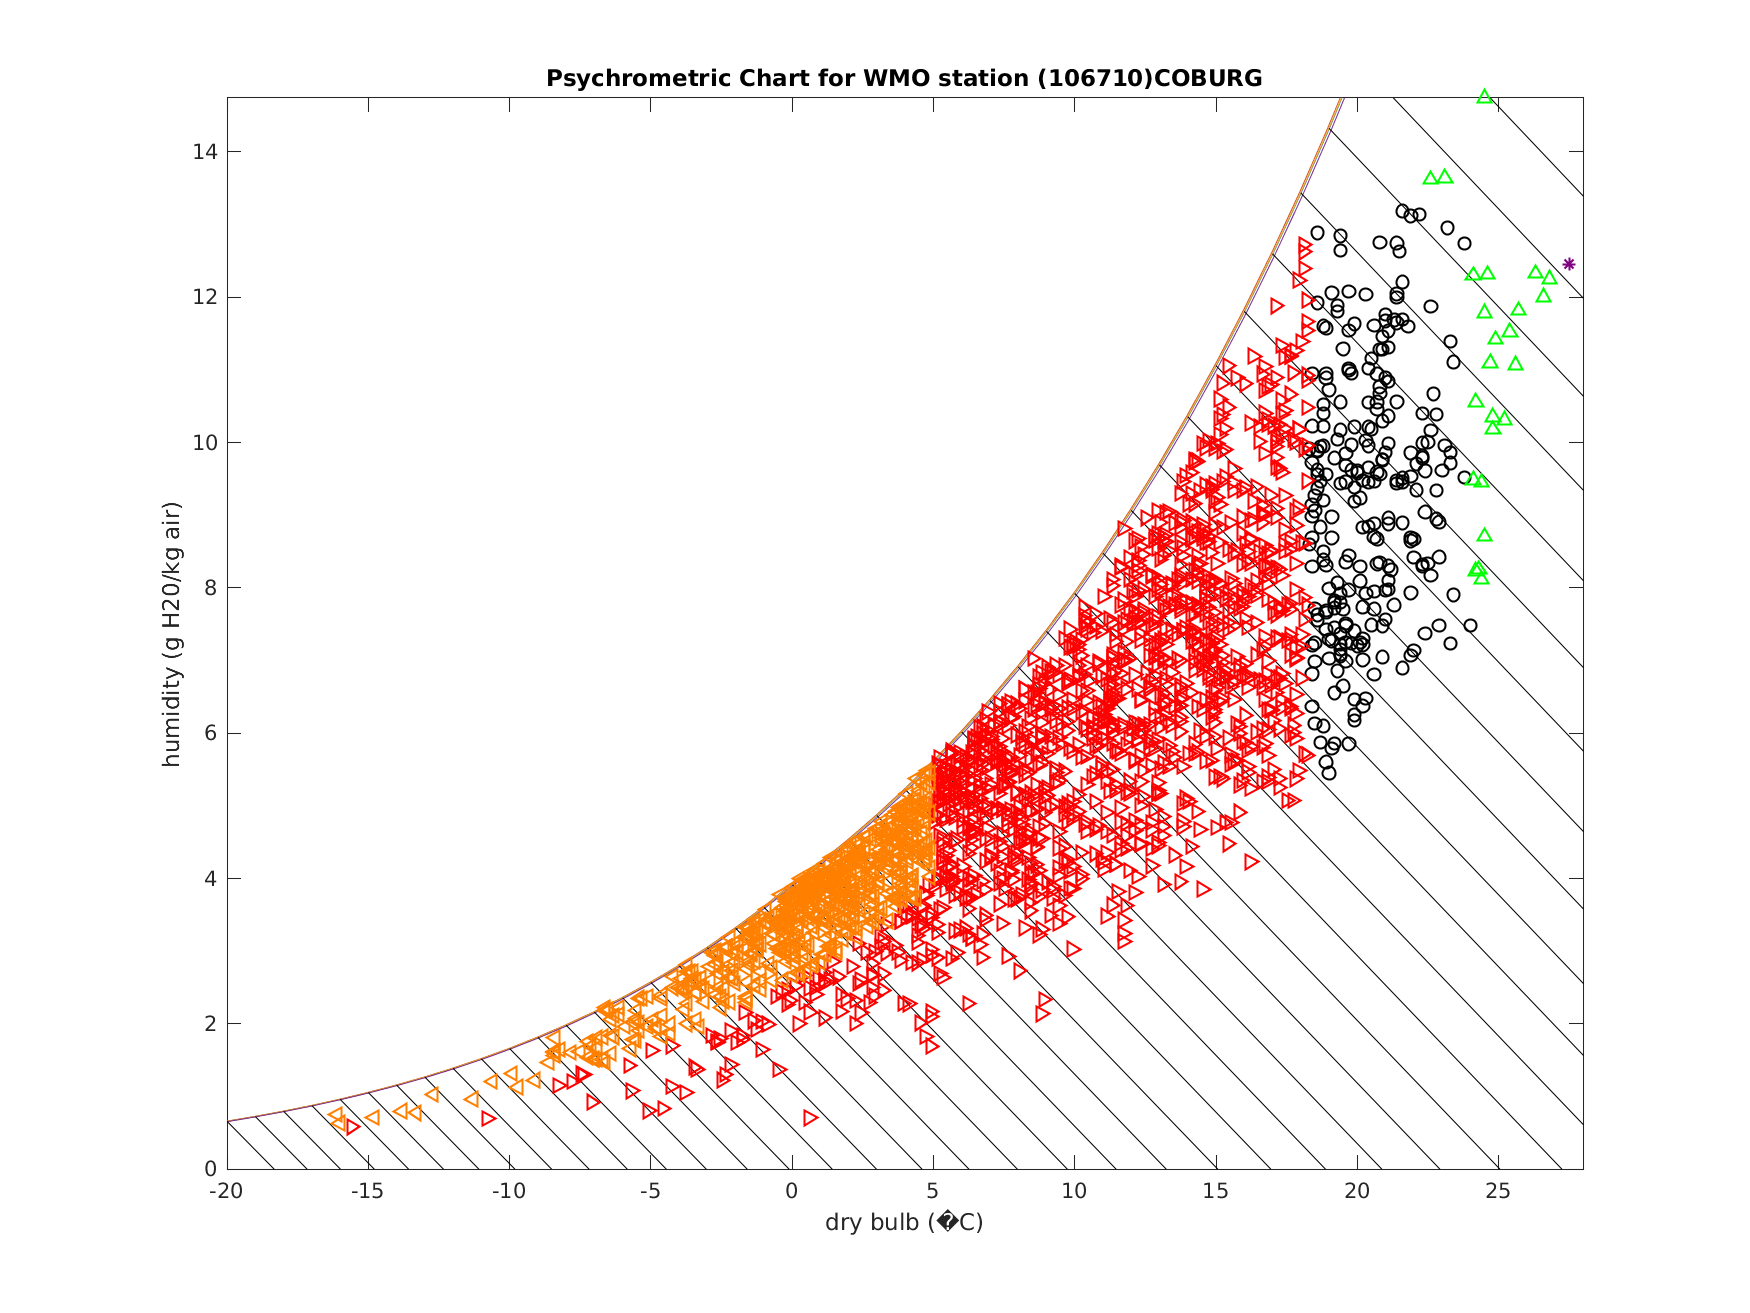 Psychrometric Chart for WMO station (106710)COBURG
14
12
10
8
6
4
2
0
humidity (g H20/kg air)
-20 -15 -10 -5 0 5 10 15 20 25
dry bulb (�C)